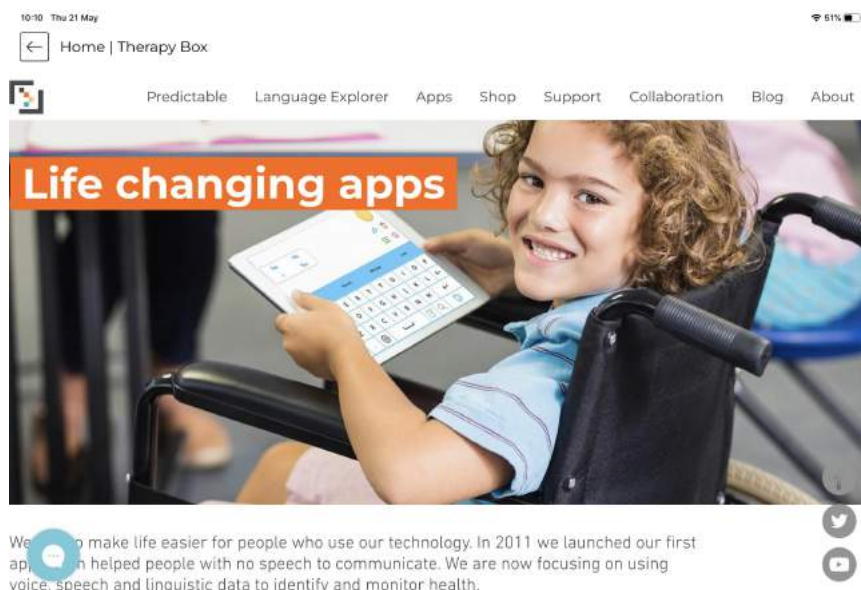 10:10 Thu 21 May
51%
Home | Therapy Box
Predictable Language Explorer Apps Shop Support Collaboration Blog About
Life changing apps
We to make life easier for people who use our technology. In 2011 we launched our first
helped people with no speech to communicate. We are now focusing on using
voice, speech and linguistic data to identify and monitor health.